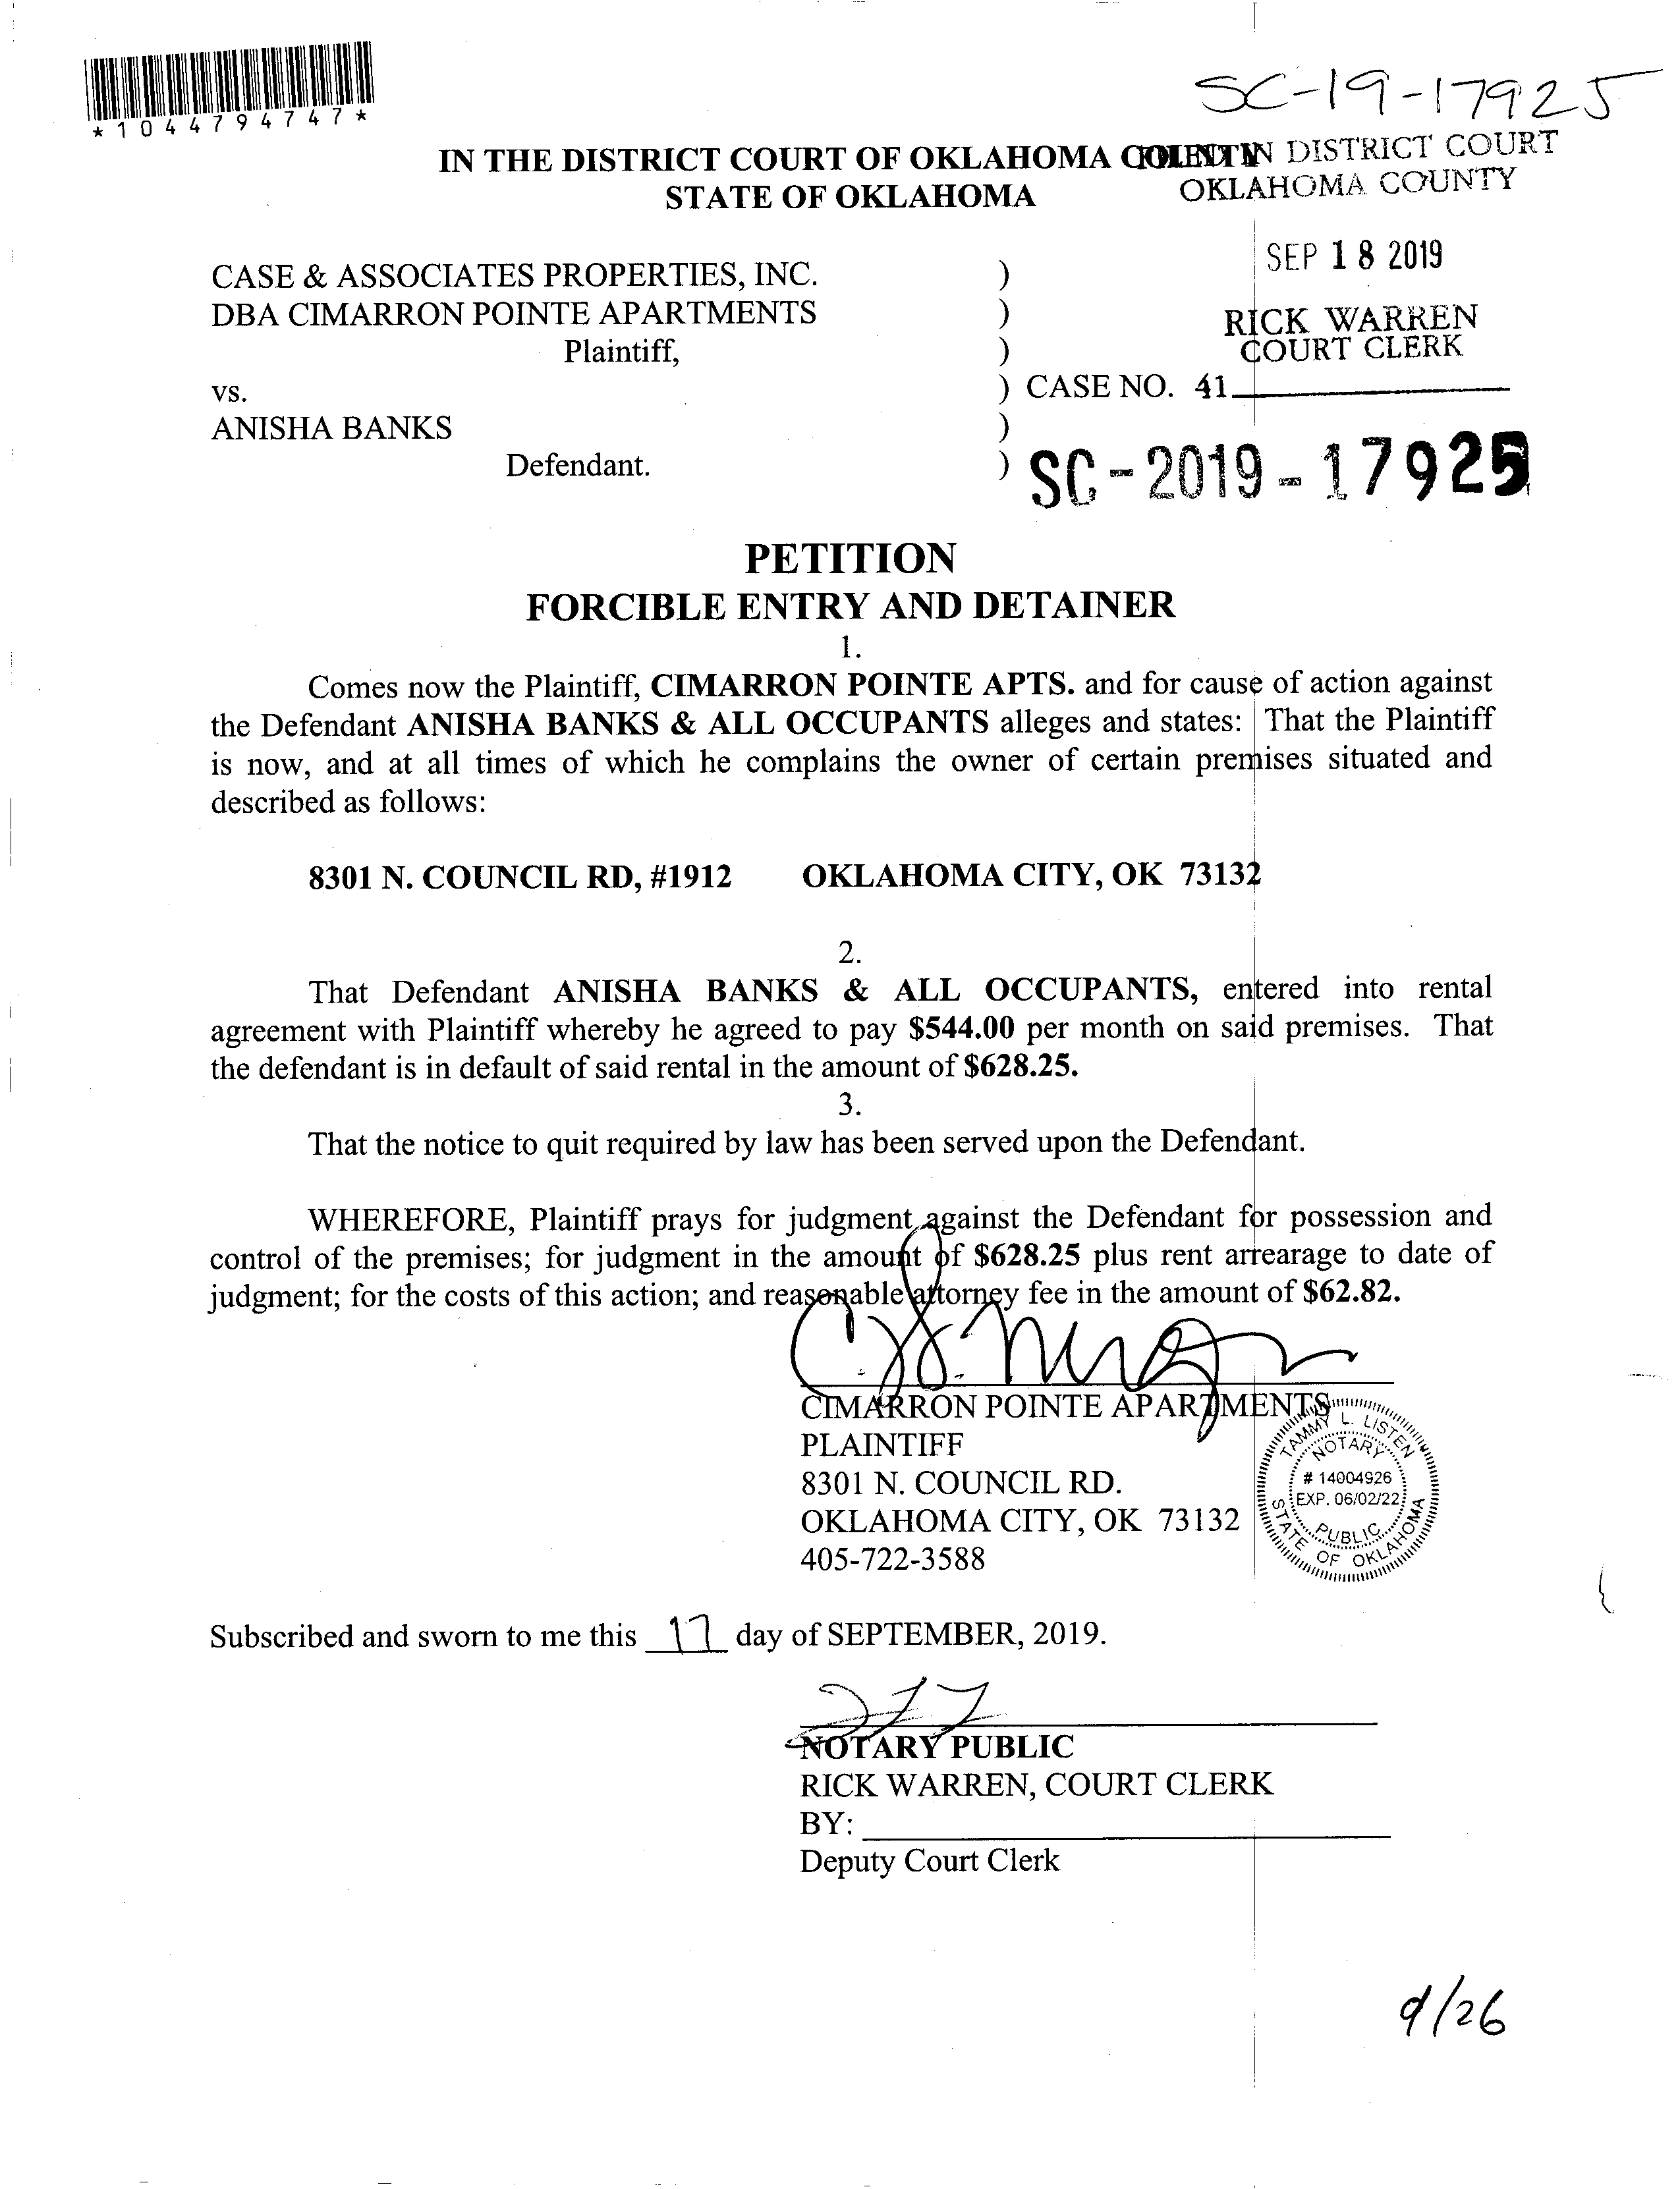 *1044794747*
SC-19-17925
IN THE DISTRICT COURT OF OKLAHOMA COUNTY
FILED IN DISTRICT COURT
STATE OF OKLAHOMA
OKLAHOMA COUNTY
SEP 18 2019
CASE & ASSOCIATES PROPERTIES, INC. )
DBA CIMARRON POINTE APARTMENTS )
RICK WARREN
Plaintiff, )
COURT CLERK
vs. ) CASE NO. 41
ANISHA BANKS )
Defendant. ) SC-2019-17925
PETITION
FORCIBLE ENTRY AND DETAINER
1.
Comes now the Plaintiff, CIMARRON POINTE APTS. and for cause of action against
the Defendant ANISHA BANKS & ALL OCCUPANTS alleges and states: That the Plaintiff
is now, and at all times of which he complains the owner of certain premises situated and
described as follows:
8301 N. COUNCIL RD, #1912 OKLAHOMA CITY, OK 73132
2.
That Defendant ANISHA BANKS & ALL OCCUPANTS, entered into rental
agreement with Plaintiff whereby he agreed to pay $544.00 per month on said premises. That
the defendant is in default of said rental in the amount of $628.25.
3.
That the notice to quit required by law has been served upon the Defendant.
WHEREFORE, Plaintiff prays for judgment against the Defendant for possession and
control of the premises; for judgment in the amount of $628.25 plus rent arrearage to date of
judgment; for the costs of this action; and reasonable attorney fee in the amount of $62.82.
CIMARRON POINTE APARTMENTS
PLAINTIFF
8301 N. COUNCIL RD.
OKLAHOMA CITY, OK 73132
405-722-3588
TAMMY L. LISTEN
NOTARY
# 14004926
EXP. 06/02/22
PUBLIC
STATE OF OKLAHOMA
Subscribed and sworn to me this 17 day of SEPTEMBER, 2019.
NOTARY PUBLIC
RICK WARREN, COURT CLERK
BY:
Deputy Court Clerk
9/26